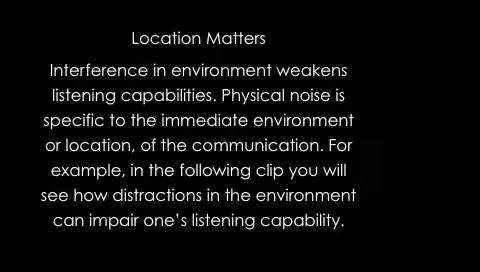 Location Matters
Interference in environment weakens
listening capabilities. Physical noise is
specific to the immediate environment
or location, of the communication. For
example, in the following clip you will
see how distractions in the environment
can impair one’s listening capability.